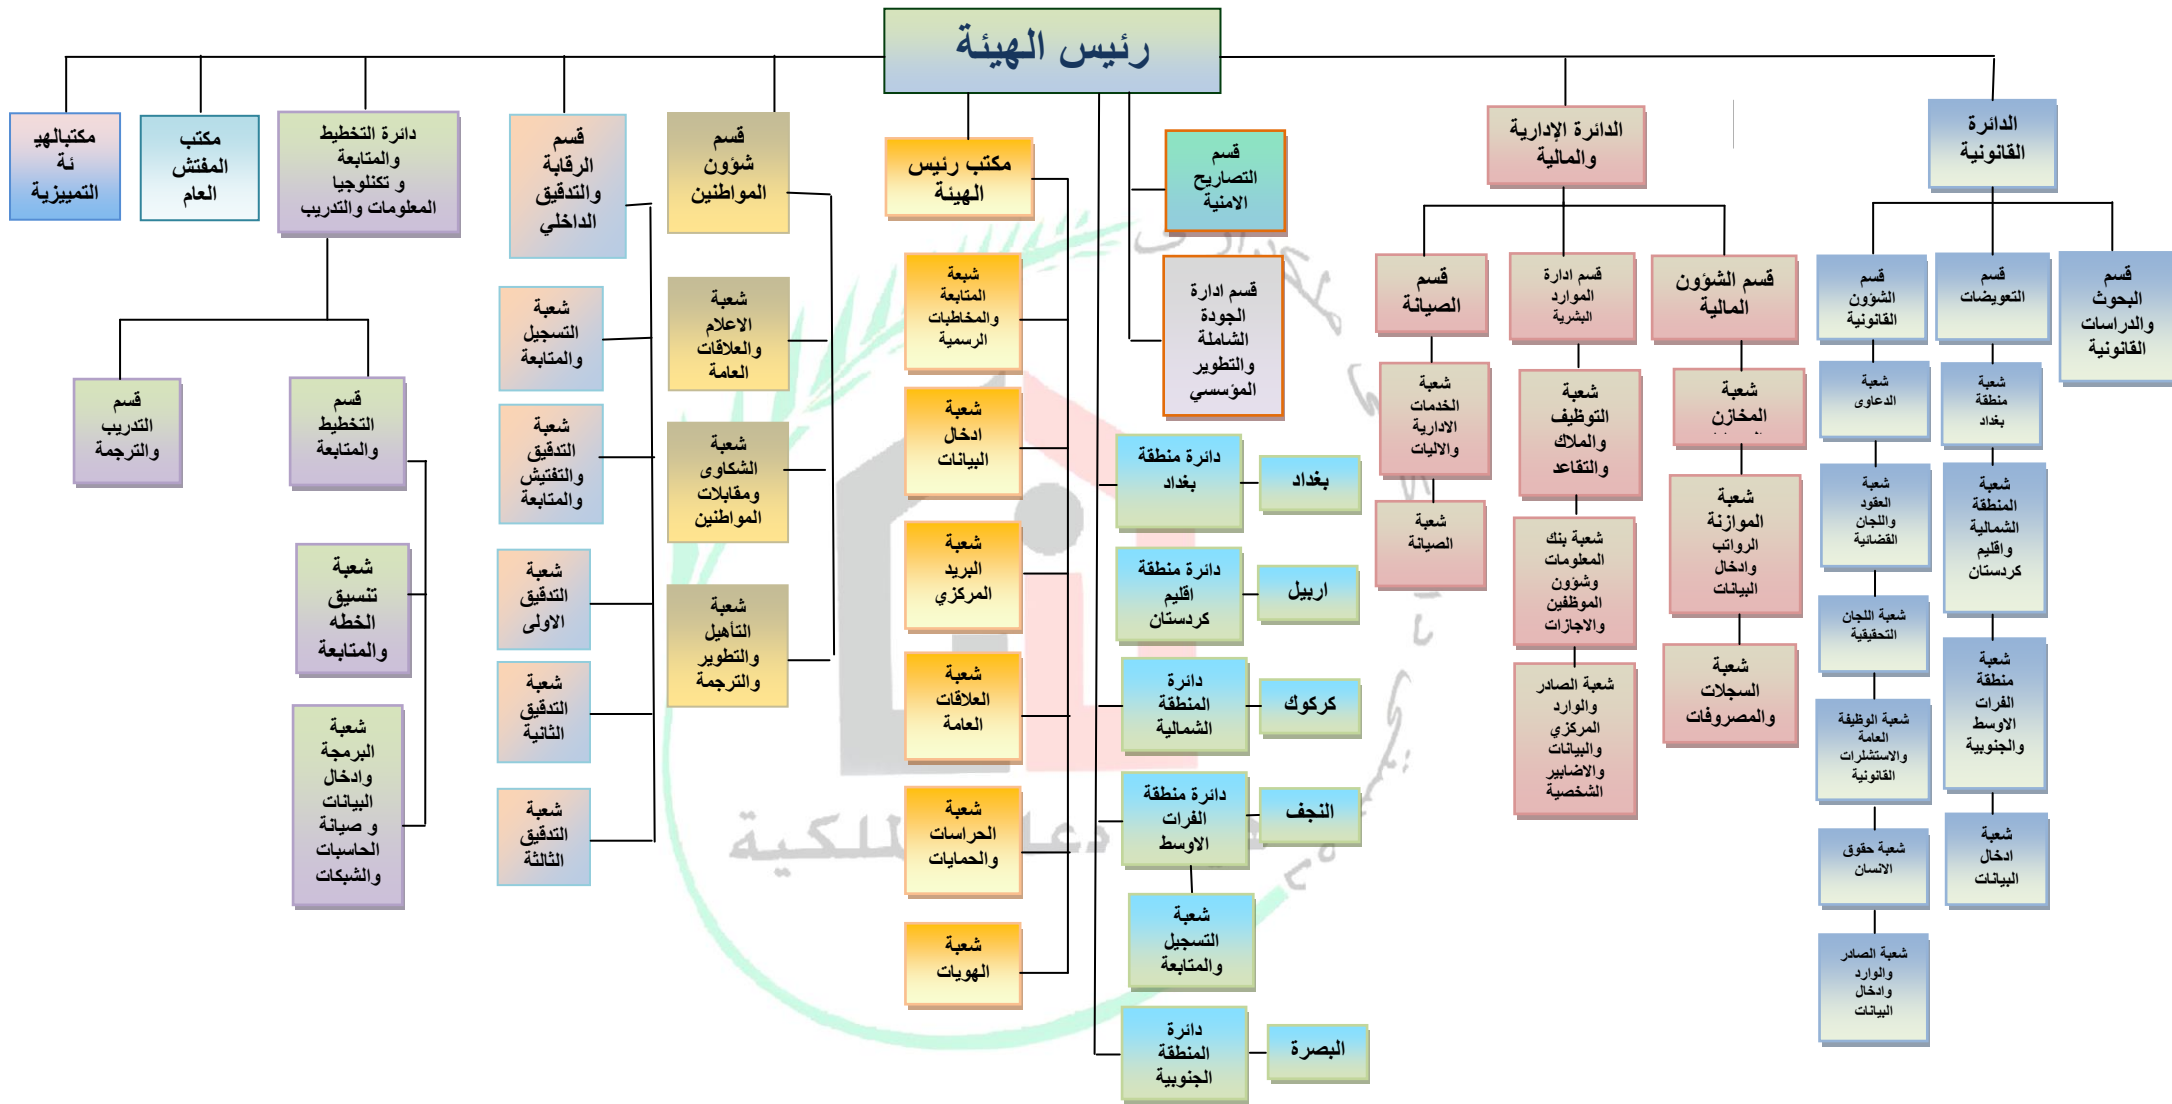 رئيس الهيئة
الدائرة
القانونية
قسم
البحوث
والدراسات
القانونية
قسم
التعويضات
شعبة
منطقة
بغداد
شعبة
المنطقة
الشمالية
واقليم
كردستان
شعبة
منطقة
الفرات
الاوسط
والجنوبية
شعبة
ادخال
البيانات
قسم
الشؤون
القانونية
شعبة
الدعاوى
شعبة
العقود
واللجان
القضائية
شعبة اللجان
التحقيقية
شعبة الوظيفة
العامة
والاستشلرات
القانونية
شعبة حقوق
الانسان
شعبة الصادر
والوارد
وادخال
البيانات
الدائرة الإدارية
والمالية
قسم الشؤون
المالية
شعبة
المخازن
شعبة
الموازنة
الرواتب
وادخال
البيانات
شعبة
السجلات
والمصروفات
قسم ادارة
الموارد
البشرية
شعبة
التوظيف
والملاك
والتقاعد
شعبة بنك
المعلومات
وشؤون
الموظفين
والاجازات
شعبة الصادر
والوارد
المركزي
والبيانات
والاضابير
الشخصية
قسم
الصيانة
شعبة
الخدمات
الادارية
والاليات
شعبة
الصيانة
قسم
التصاريح
الامنية
قسم ادارة
الجودة
الشاملة
والتطوير
المؤسسي
دائرة منطقة
بغداد
بغداد
دائرة منطقة
اقليم
كردستان
اربيل
دائرة
المنطقة
الشمالية
كركوك
دائرة منطقة
الفرات
الاوسط
النجف
شعبة
التسجيل
والمتابعة
دائرة
المنطقة
الجنوبية
البصرة
مكتب رئيس
الهيئة
شبعة
المتابعة
والمخاطبات
الرسمية
شعبة
ادخال
البيانات
شعبة
البريد
المركزي
شعبة
العلاقات
العامة
شعبة
الحراسات
والحمايات
شعبة
الهويات
قسم
شؤون
المواطنين
شعبة
الاعلام
والعلاقات
العامة
شعبة
الشكاوى
ومقابلات
المواطنين
شعبة
التأهيل
والتطوير
والترجمة
قسم
الرقابة
والتدقيق
الداخلي
شعبة
التسجيل
والمتابعة
شعبة
التدقيق
والتفتيش
والمتابعة
شعبة
التدقيق
الاولى
شعبة
التدقيق
الثانية
شعبة
التدقيق
الثالثة
دائرة التخطيط
والمتابعة
و تكنلوجيا
المعلومات والتدريب
قسم
التخطيط
والمتابعة
شعبة
تنسيق
الخطه
والمتابعة
شعبة
البرمجة
وادخال
البيانات
و صيانة
الحاسبات
والشبكات
قسم
التدريب
والترجمة
مكتب
المفتش
العام
مكتبالهي
ئة
التمييزية